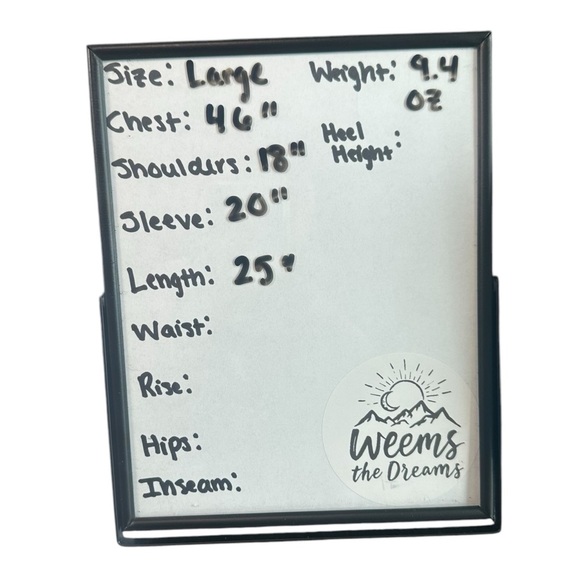 Size: Large
Weight: 9.4
oz
Chest: 46"
Heel
Height:
Shoulders: 18"
Sleeve: 20"
Length: 25"
Waist:
Rise:
Hips:
Inseam:
Weems
the Dreams